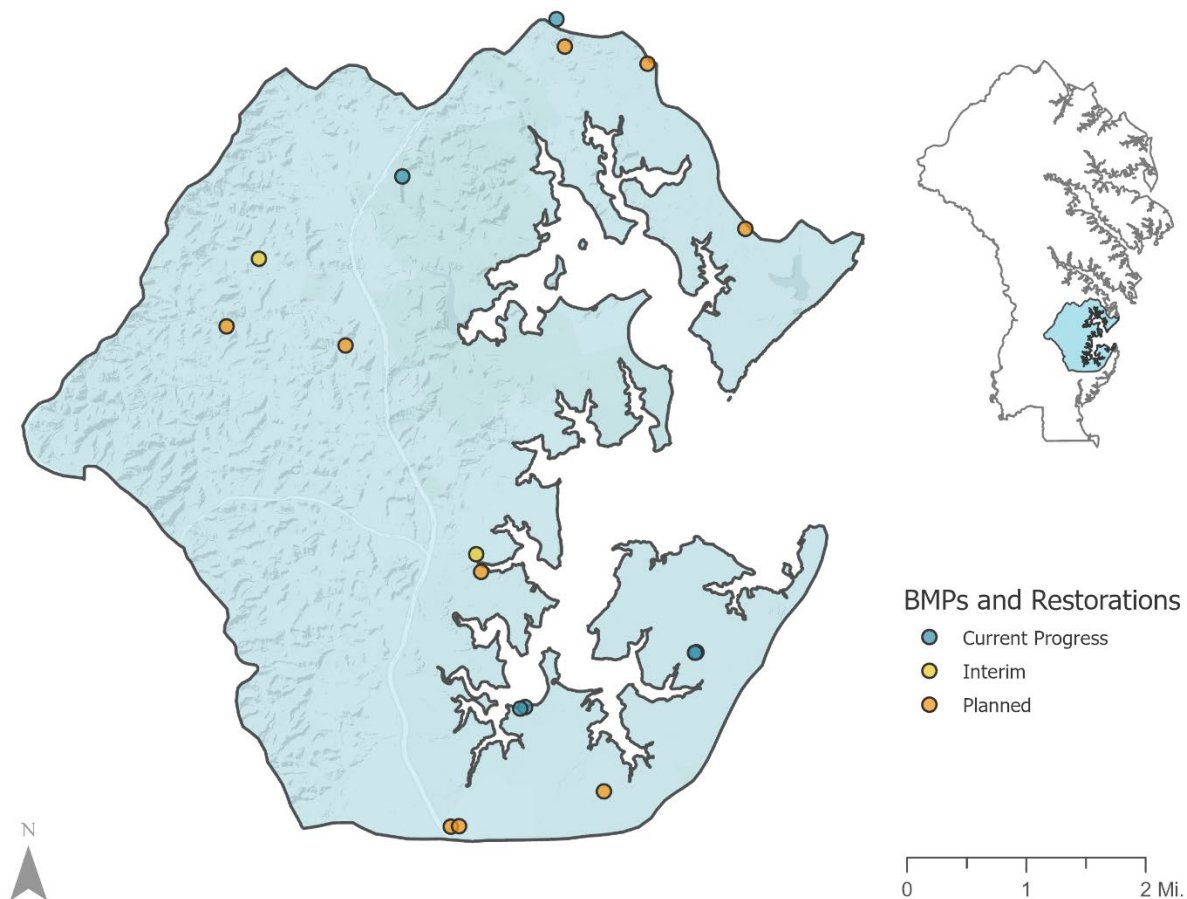 BMPs and Restorations
Current Progress
Interim
Planned
N
0 1 2 Mi.